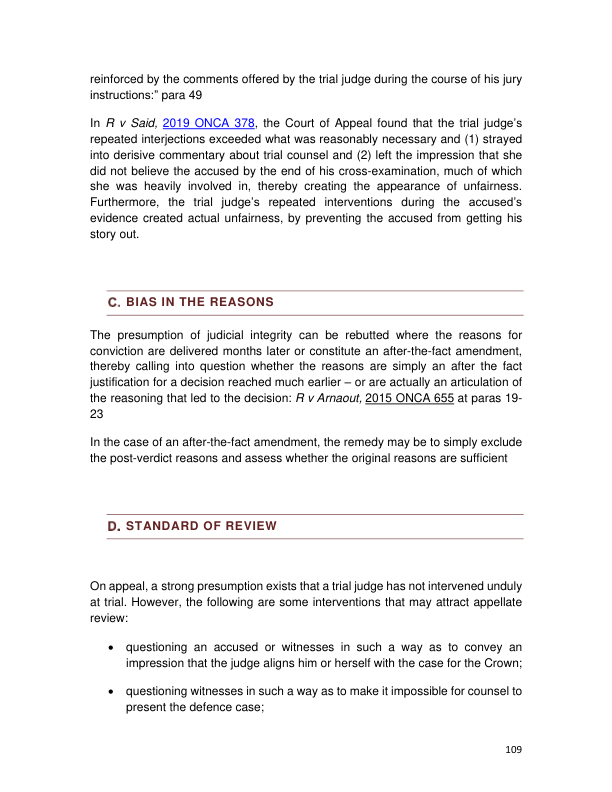 reinforced by the comments offered by the trial judge during the course of his jury
instructions:” para 49
In R v Said, 2019 ONCA 378, the Court of Appeal found that the trial judge’s
repeated interjections exceeded what was reasonably necessary and (1) strayed
into derisive commentary about trial counsel and (2) left the impression that she
did not believe the accused by the end of his cross-examination, much of which
she was heavily involved in, thereby creating the appearance of unfairness.
Furthermore, the trial judge’s repeated interventions during the accused’s
evidence created actual unfairness, by preventing the accused from getting his
story out.
C. BIAS IN THE REASONS
The presumption of judicial integrity can be rebutted where the reasons for
conviction are delivered months later or constitute an after-the-fact amendment,
thereby calling into question whether the reasons are simply an after the fact
justification for a decision reached much earlier – or are actually an articulation of
the reasoning that led to the decision: R v Arnaout, 2015 ONCA 655 at paras 19-
23
In the case of an after-the-fact amendment, the remedy may be to simply exclude
the post-verdict reasons and assess whether the original reasons are sufficient
D. STANDARD OF REVIEW
On appeal, a strong presumption exists that a trial judge has not intervened unduly
at trial. However, the following are some interventions that may attract appellate
review:
• questioning an accused or witnesses in such a way as to convey an
impression that the judge aligns him or herself with the case for the Crown;
• questioning witnesses in such a way as to make it impossible for counsel to
present the defence case;
109